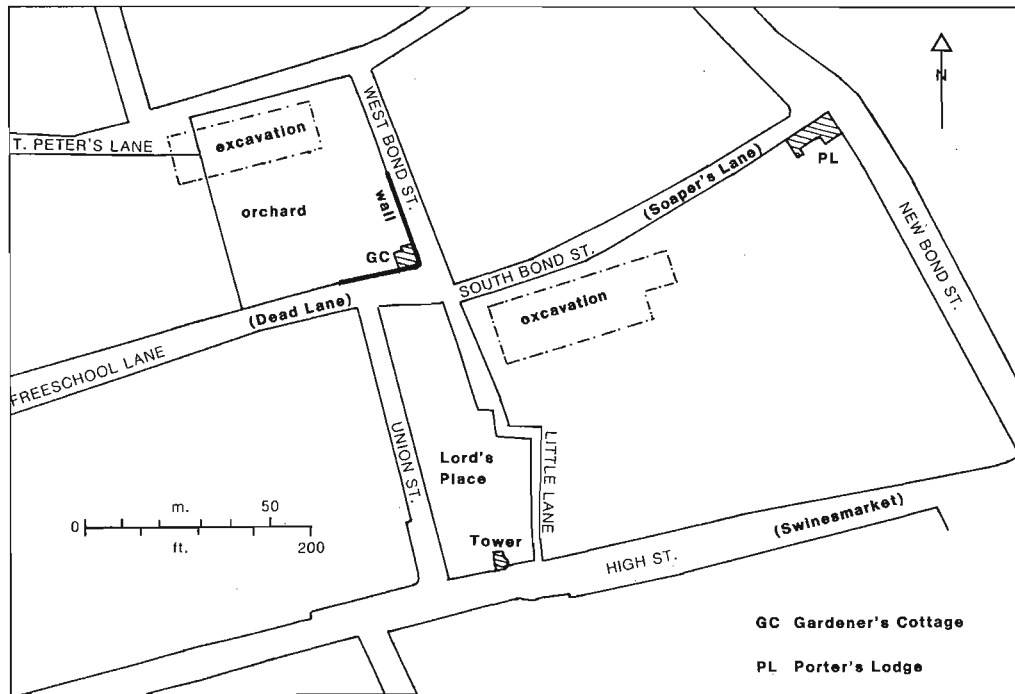 N
WEST BOND ST.
excavation
T. PETER'S LANE
PL
(Soaper's Lane)
orchard
wall
NEW BOND ST.
GC
SOUTH BOND ST.
excavation
(Dead Lane)
FREESCHOOL LANE
UNION ST.
LITTLE LANE
Lord's
Place
m. 50
0
ft. 200
(Swinesmarket)
Tower
HIGH ST.
GC Gardener's Cottage
PL Porter's Lodge